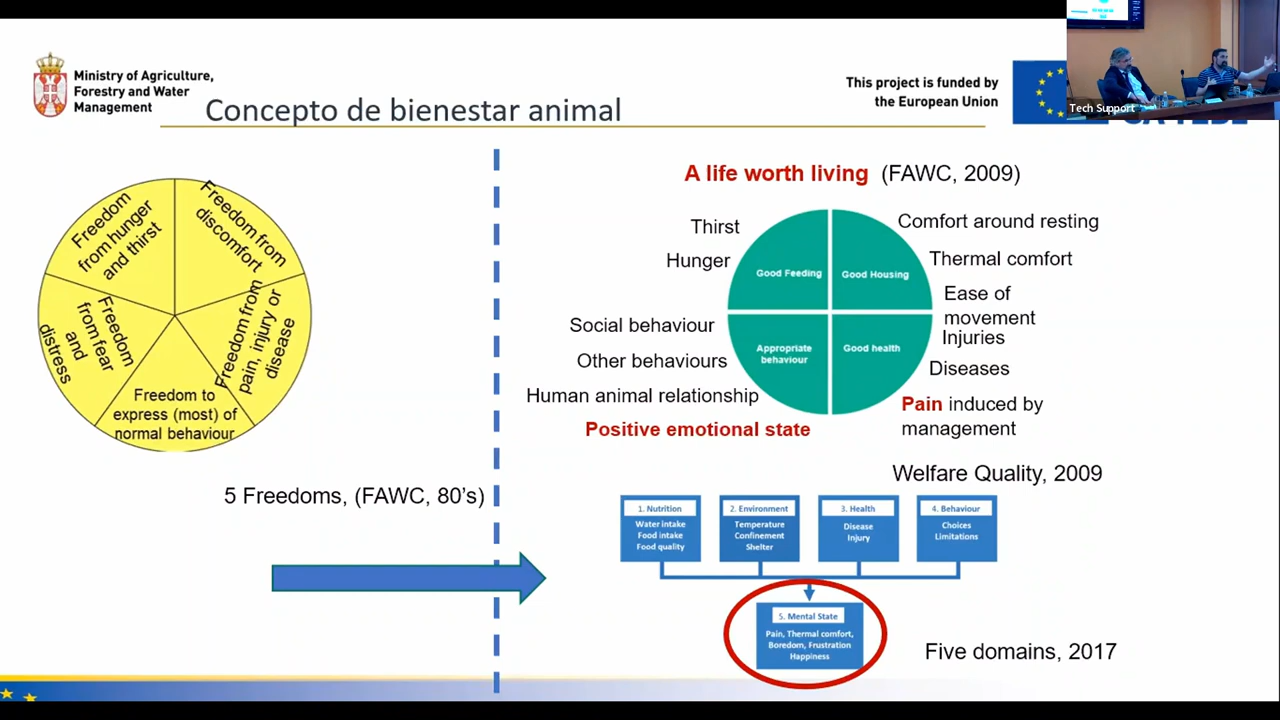 Ministry of Agriculture,
Forestry and Water
Management
Concepto de bienestar animal
This project is funded by
the European Union
Tech Support
Freedom
from hunger
and thirst
Freedom from
discomfort
Freedom from
pain, injury or
disease
Freedom to
express (most) of
normal behaviour
Freedom
from fear
and
distress
5 Freedoms, (FAWC, 80's)
A life worth living (FAWC, 2009)
Thirst
Hunger
Social behaviour
Other behaviours
Human animal relationship
Positive emotional state
Good Feeding
Good Housing
Appropriate
behaviour
Good health
Comfort around resting
Thermal comfort
Ease of
movement
Injuries
Diseases
Pain induced by
management
Welfare Quality, 2009
1. Nutrition
Water intake
Food intake
Food quality
2. Environment
Temperature
Confinement
Shelter
3. Health
Disease
Injury
4. Behaviour
Choices
Limitations
5. Mental State
Pain, Thermal comfort,
Boredom, Frustration
Happiness
Five domains, 2017